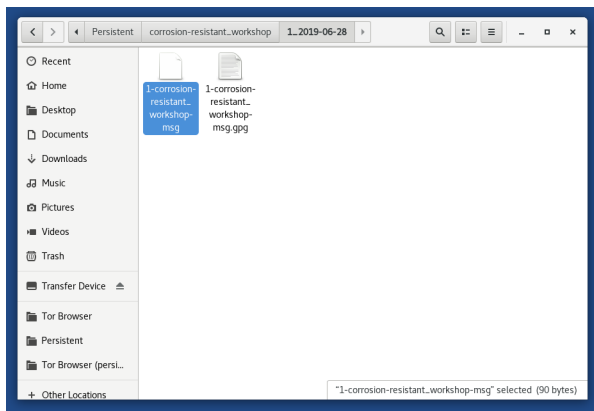 Persistent corrosion-resistant_workshop 1_2019-06-28
Recent
Home
Desktop
Documents
Downloads
Music
Pictures
Videos
Trash
Transfer Device
Tor Browser
Persistent
Tor Browser (persi…
Other Locations
1-corrosion-
resistant_
workshop-
msg
1-corrosion-
resistant_
workshop-
msg.gpg
"1-corrosion-resistant_workshop-msg" selected (90 bytes)